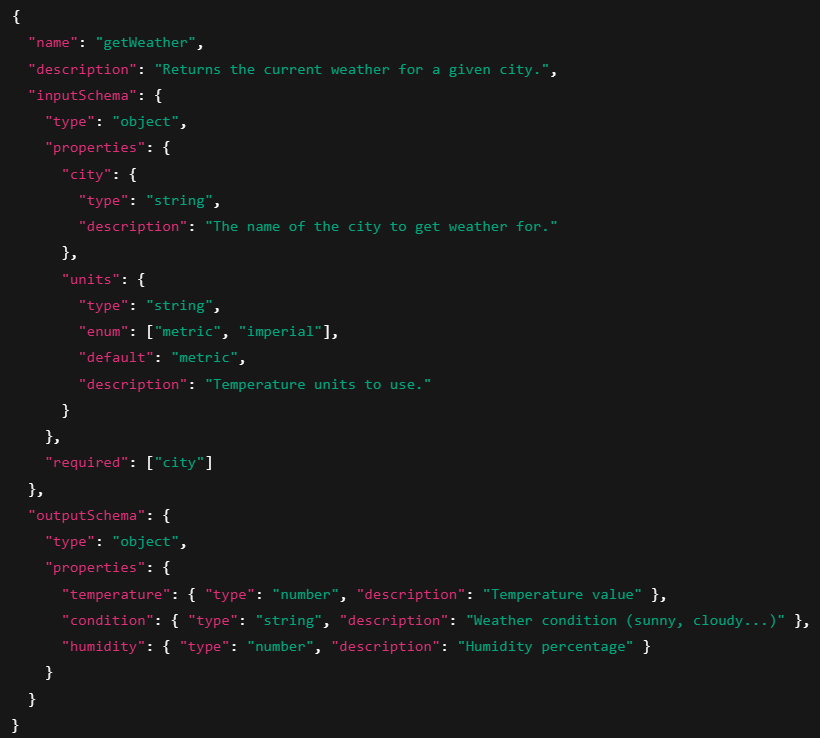 {
  "name": "getWeather",
  "description": "Returns the current weather for a given city.",
  "inputSchema": {
    "type": "object",
    "properties": {
      "city": {
        "type": "string",
        "description": "The name of the city to get weather for."
      },
      "units": {
        "type": "string",
        "enum": ["metric", "imperial"],
        "default": "metric",
        "description": "Temperature units to use."
      }
    },
    "required": ["city"]
  },
  "outputSchema": {
    "type": "object",
    "properties": {
      "temperature": { "type": "number", "description": "Temperature value" },
      "condition": { "type": "string", "description": "Weather condition (sunny, cloudy...)" },
      "humidity": { "type": "number", "description": "Humidity percentage" }
    }
  }
}